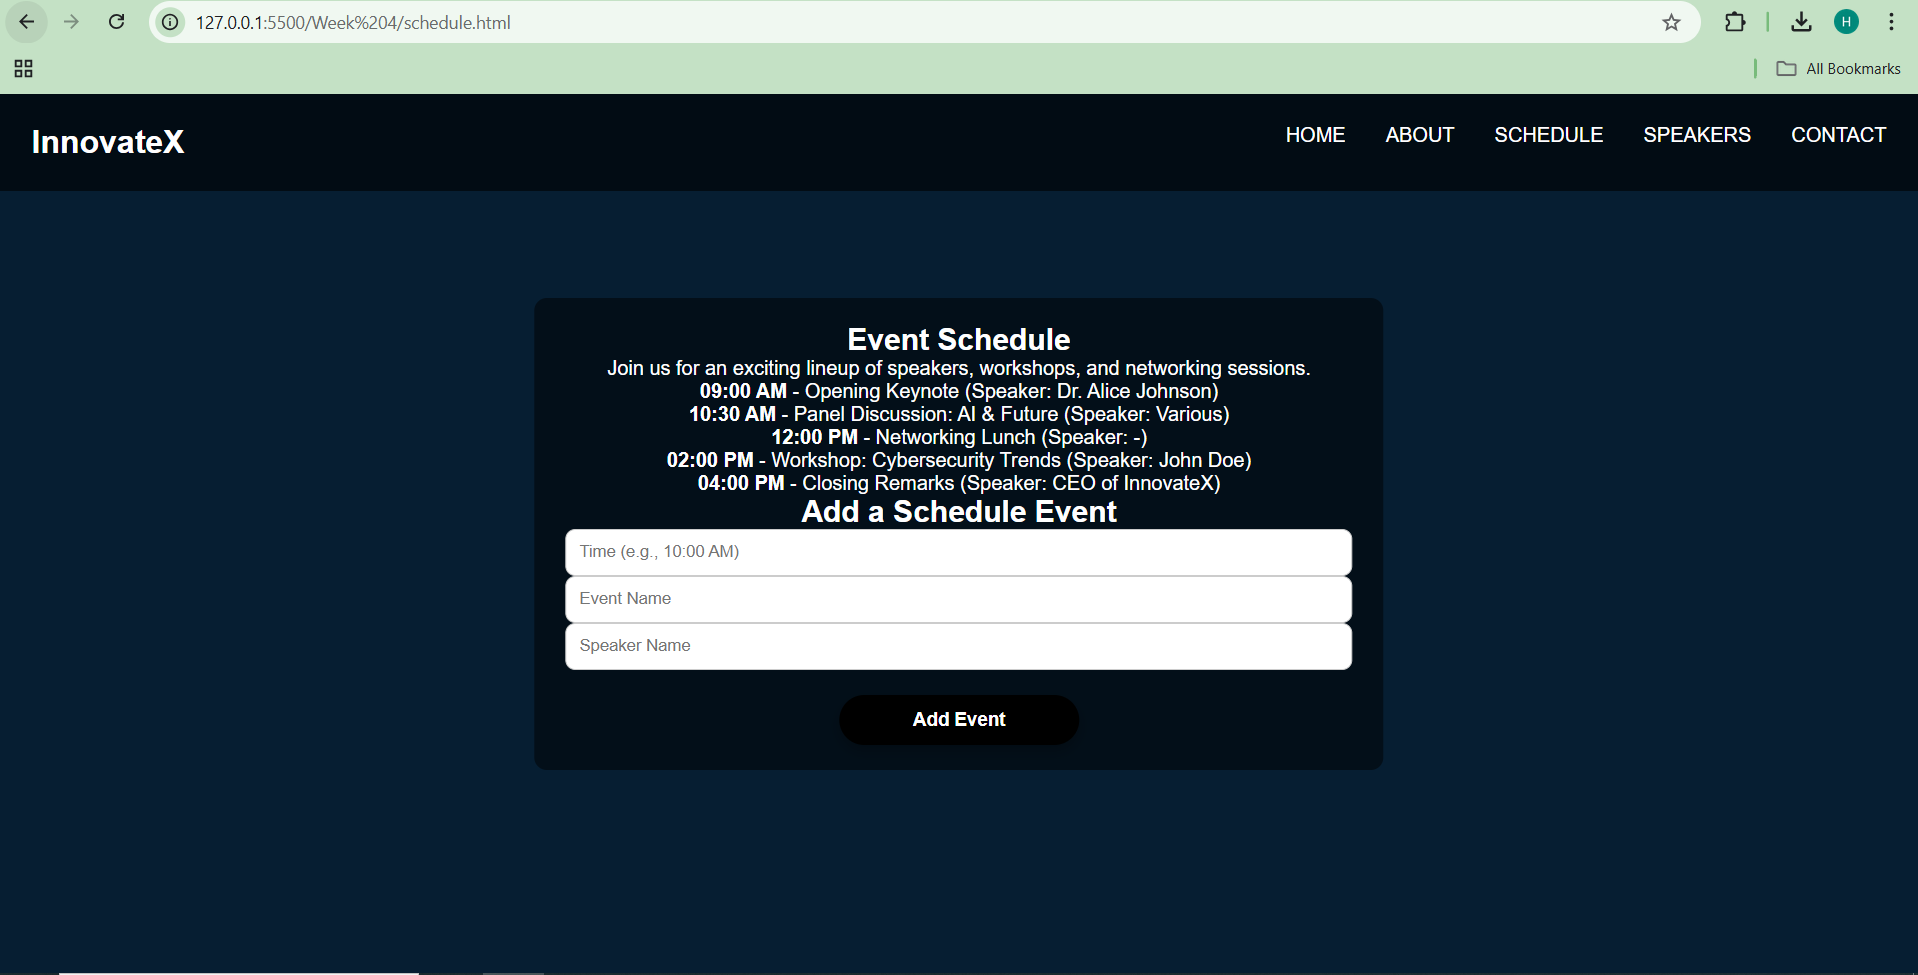 127.0.0.1:5500/Week%204/schedule.html
H
All Bookmarks
InnovateX
HOME ABOUT SCHEDULE SPEAKERS CONTACT
Event Schedule
Join us for an exciting lineup of speakers, workshops, and networking sessions.
09:00 AM - Opening Keynote (Speaker: Dr. Alice Johnson)
10:30 AM - Panel Discussion: AI & Future (Speaker: Various)
12:00 PM - Networking Lunch (Speaker: -)
02:00 PM - Workshop: Cybersecurity Trends (Speaker: John Doe)
04:00 PM - Closing Remarks (Speaker: CEO of InnovateX)
Add a Schedule Event
Time (e.g., 10:00 AM)
Event Name
Speaker Name
Add Event